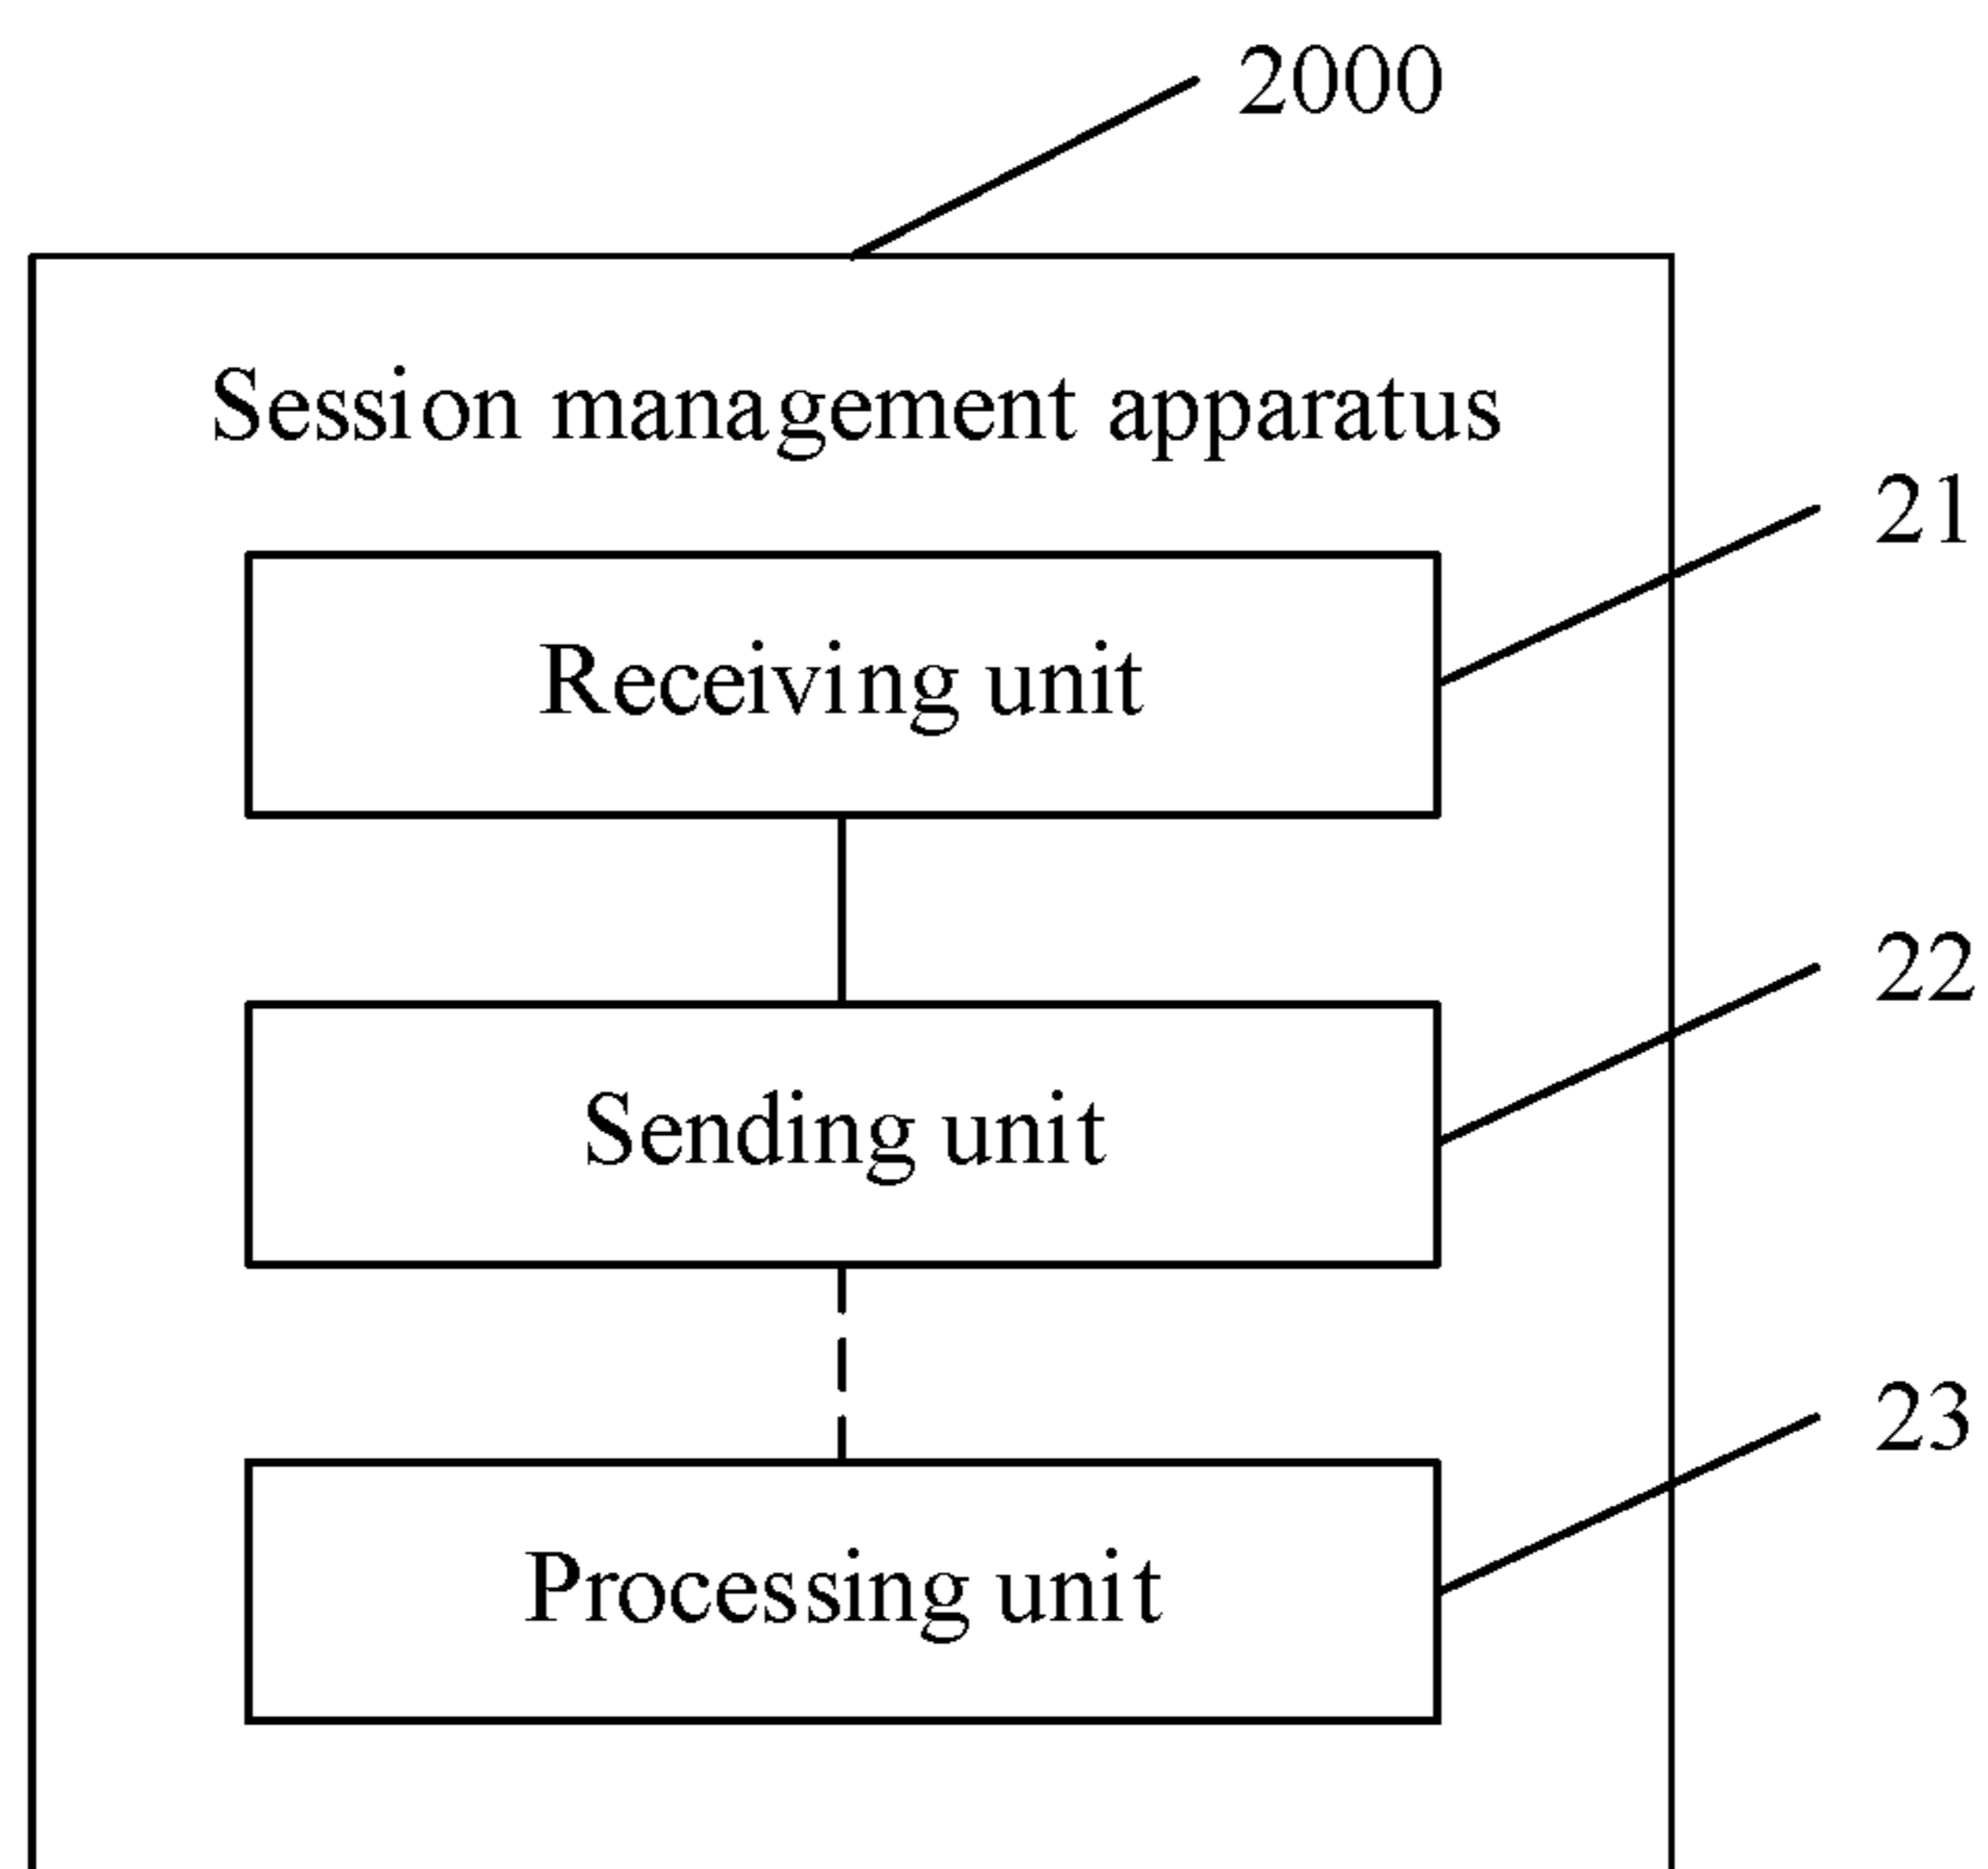 2000
Session management apparatus
21
Receiving unit
22
Sending unit
23
Processing unit